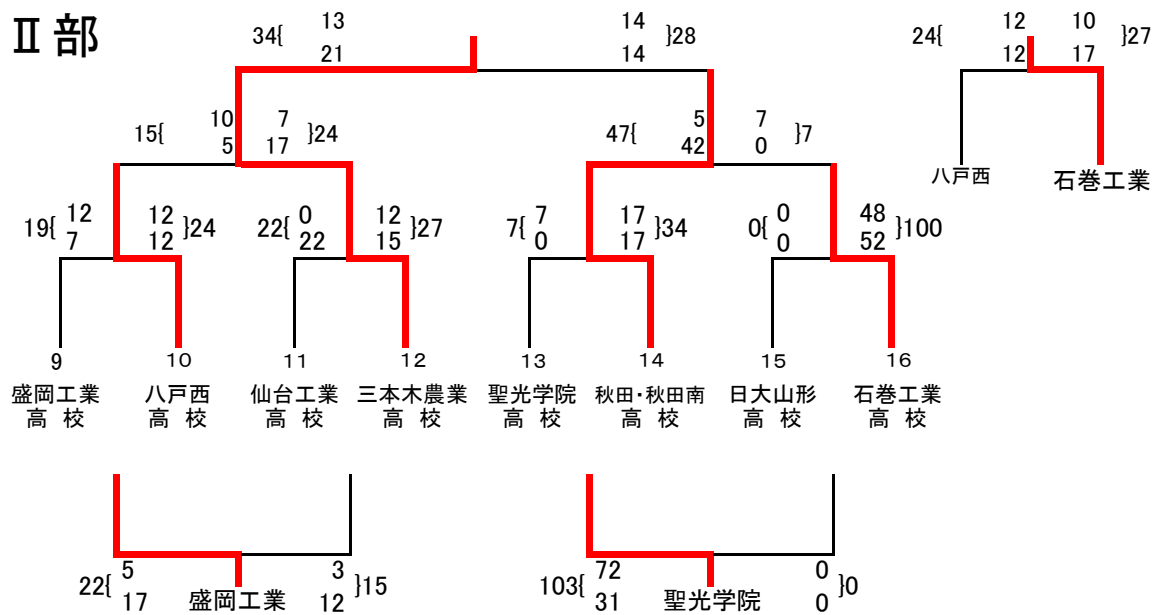 Ⅱ部
13 14 12 10
34{ }28 24{ }27
21 14 12 17
10 7 5 7
15{ }24 47{ }7
5 17 42 0
八戸西 石巻工業
12 12 0 12 7 17 0 48
19{ }24 22{ }27 7{ }34 0{ }100
7 12 22 15 0 17 0 52
9 10 11 12 13 14 15 16
盛岡工業 八戸西 仙台工業 三本木農業 聖光学院 秋田・秋田南 日大山形 石巻工業
高校 高校 高校 高校 高校 高校 高校 高校
5 3 72 0
22{ }15 103{ }0
17 盛岡工業 12 31 聖光学院 0